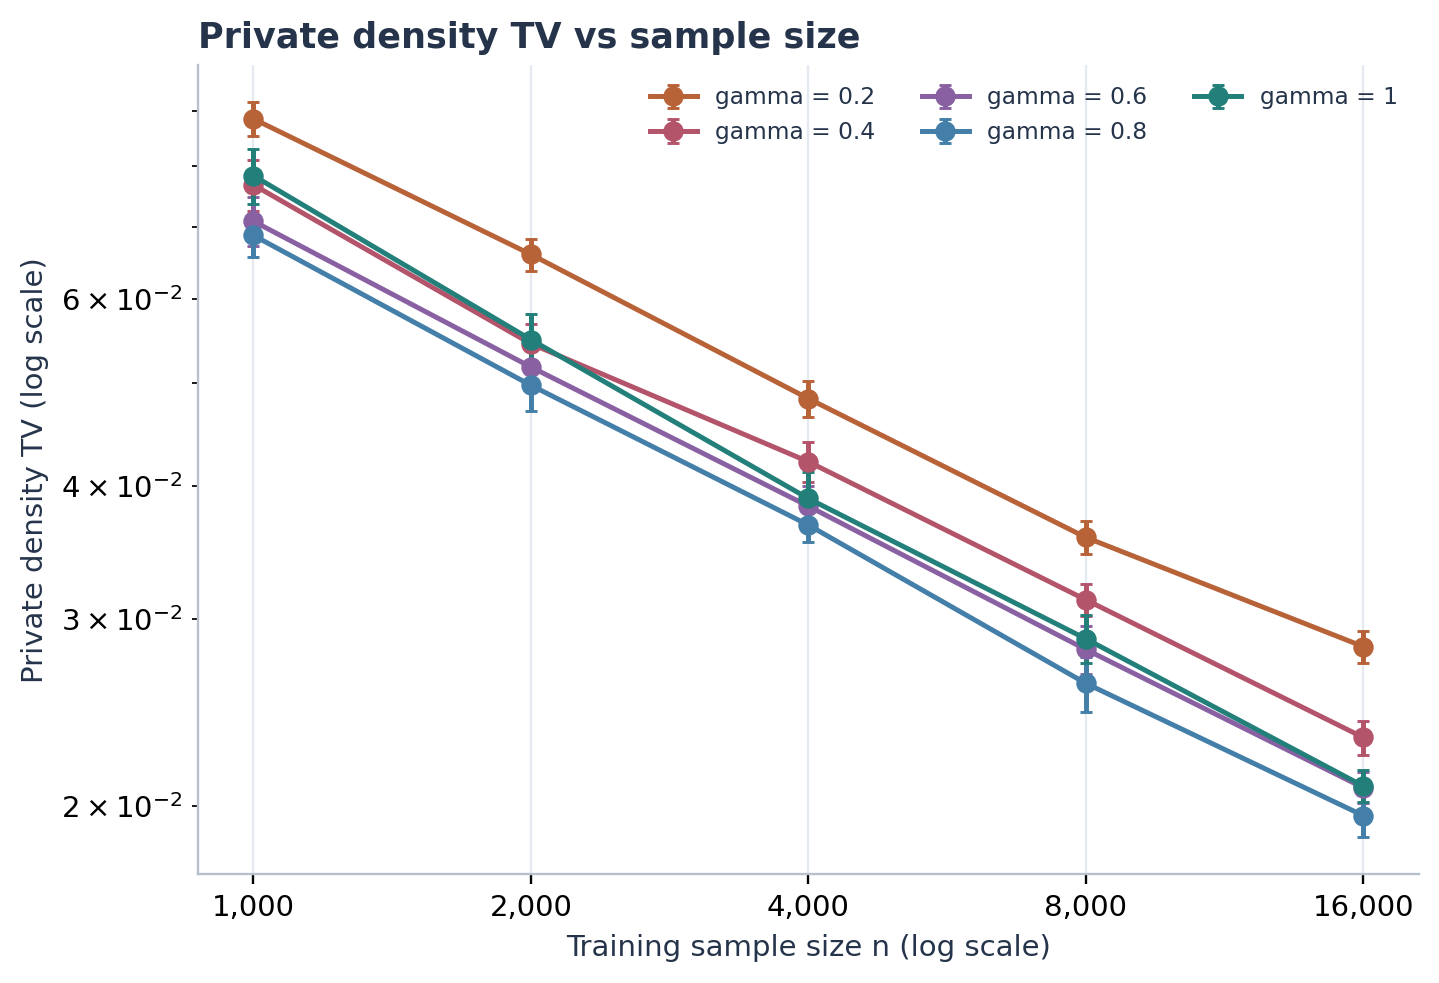 Private density TV vs sample size
gamma = 0.2
gamma = 0.4
gamma = 0.6
gamma = 0.8
gamma = 1
Private density TV (log scale)
6 × 10⁻²
4 × 10⁻²
3 × 10⁻²
2 × 10⁻²
1,000 2,000 4,000 8,000 16,000
Training sample size n (log scale)